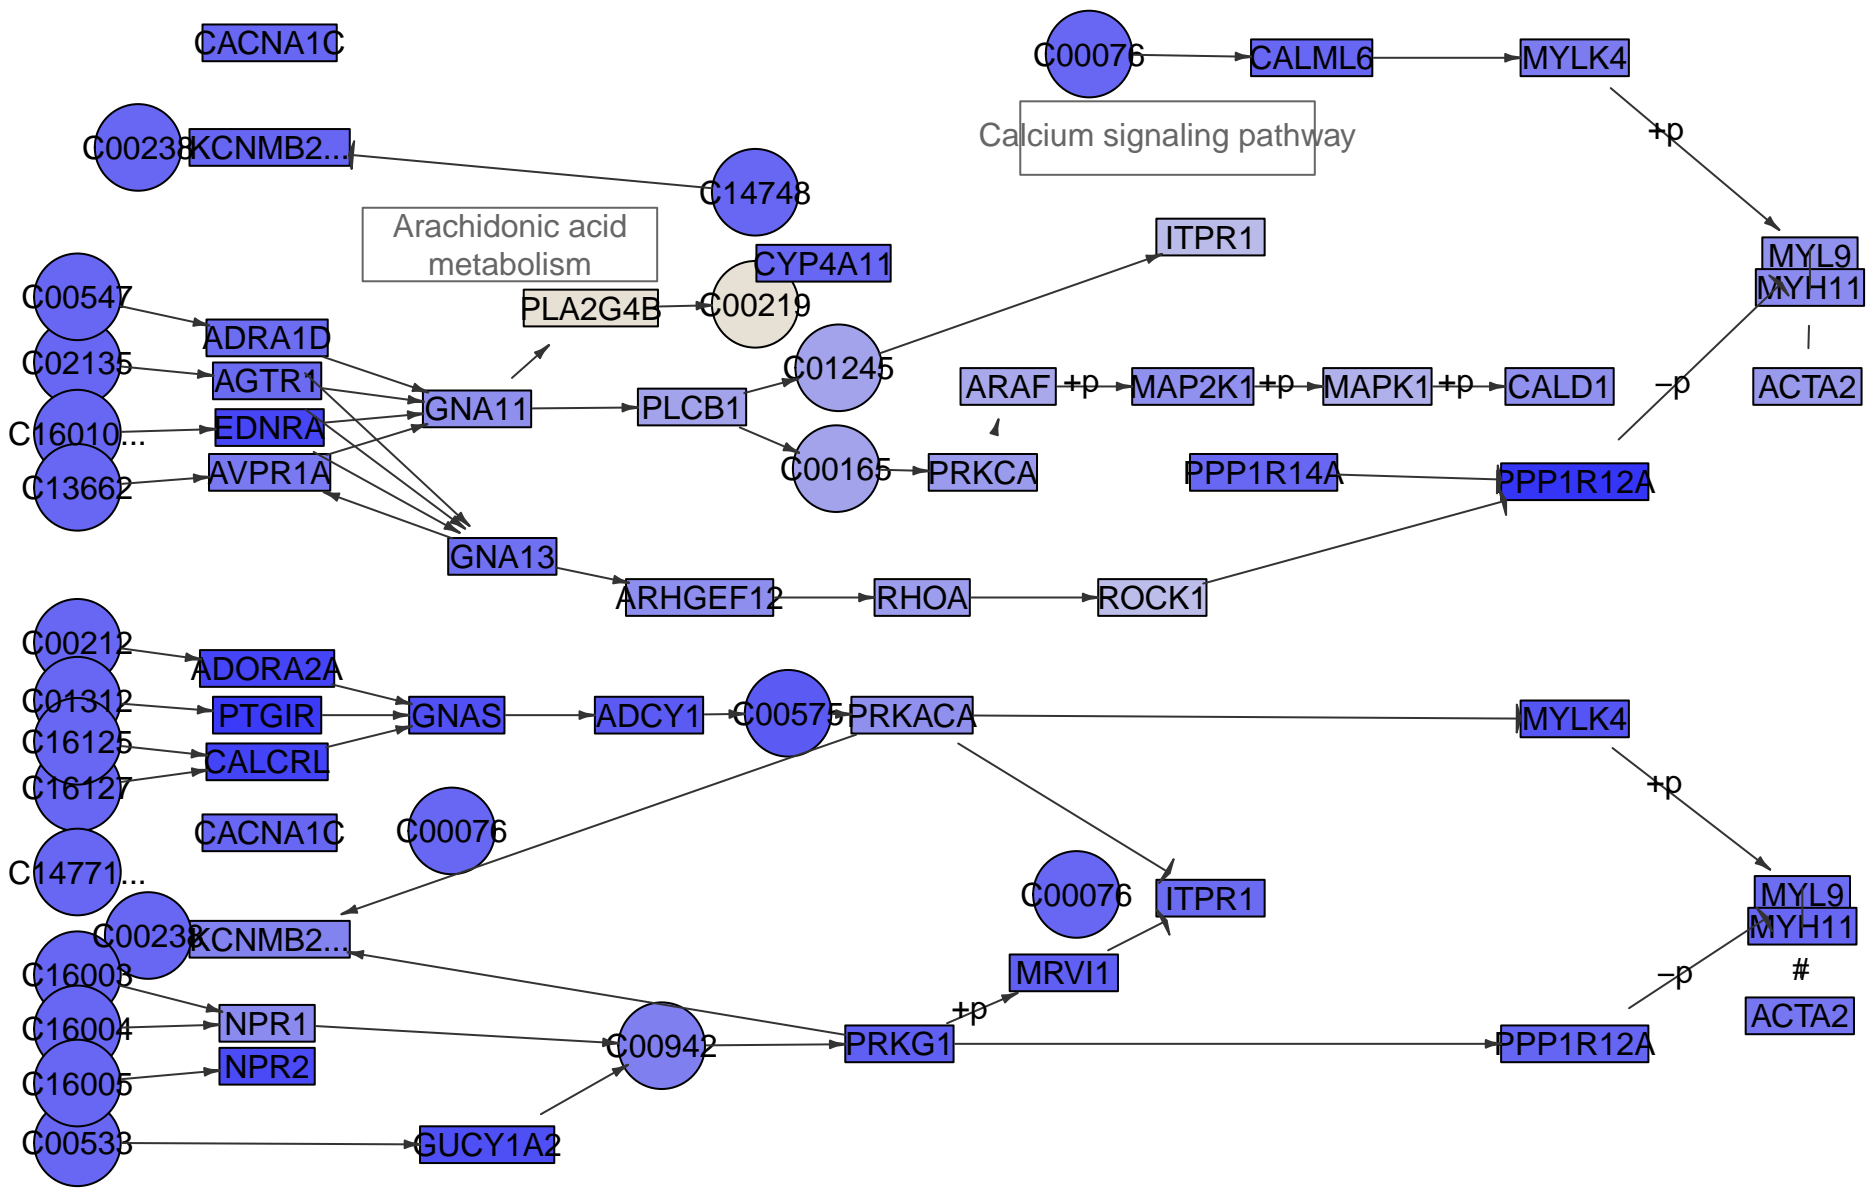 CACNA1C
C00076
CALML6
MYLK4
+p
Calcium signaling pathway
C00238
KCNMB2...
C14748
Arachidonic acid
metabolism
ITPR1
CYP4A11
MYL9
MYH11
C00547
PLA2G4B
C00219
ADRA1D
C02135
AGTR1
C01245
ARAF
+p
MAP2K1
+p
MAPK1
+p
CALD1
–p
ACTA2
GNA11
PLCB1
C16010...
EDNRA
C13662
AVPR1A
C00165
PRKCA
PPP1R14A
PPP1R12A
GNA13
ARHGEF12
RHOA
ROCK1
C00212
ADORA2A
C01312
PTGIR
GNAS
ADCY1
C00575
PRKACA
MYLK4
C16125
CALCRL
C16127
+p
CACNA1C
C00076
C14771...
C00076
ITPR1
MYL9
MYH11
C00238
KCNMB2...
C16003
MRVI1
–p
#
+p
ACTA2
C16004
NPR1
C00942
PRKG1
PPP1R12A
C16005
NPR2
C00533
GUCY1A2